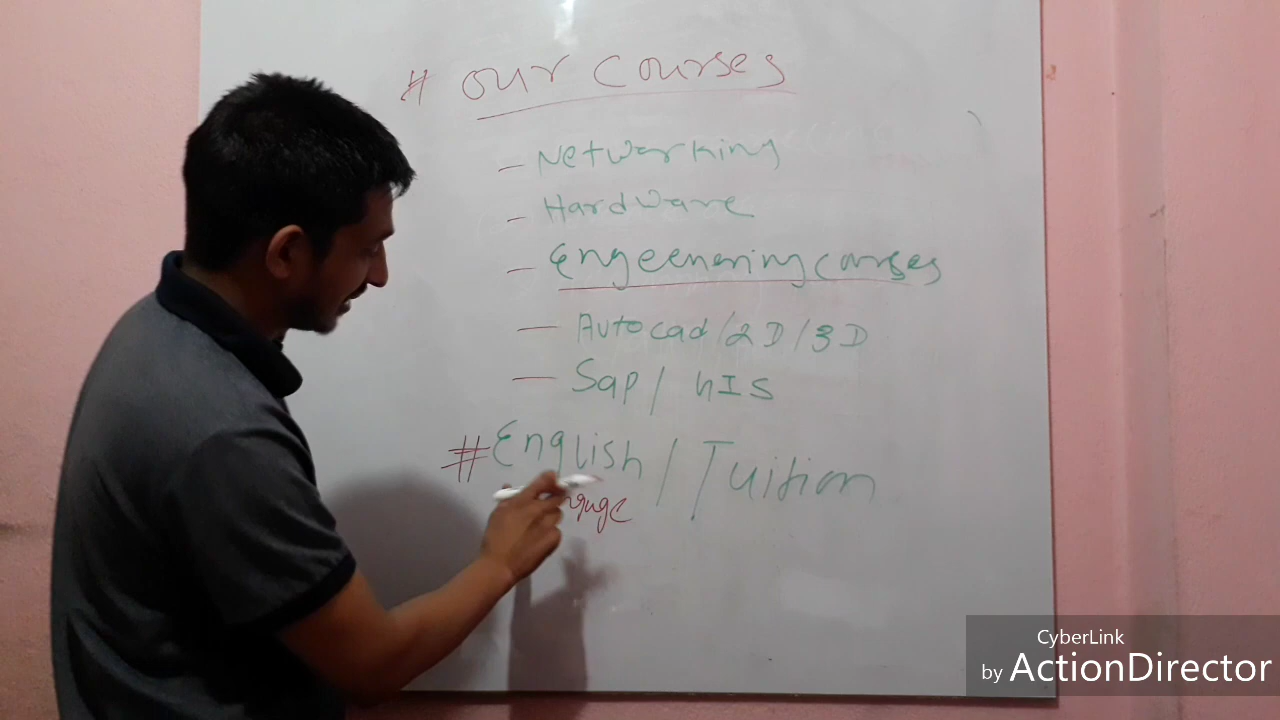 # our courses
- Networking
- Hardware
- Engeenering courses
- Autocad / 2D / 3D
- Sap / hIS
# English / Tuition
CyberLink
by ActionDirector